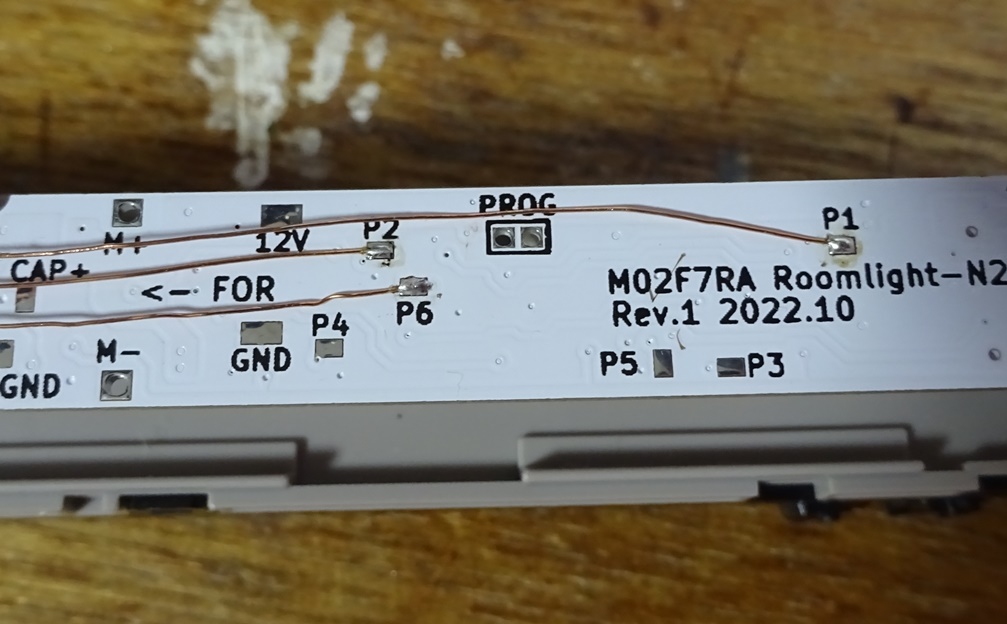 PROG
P1
M+
12V
P2
CAP+
<-- FOR
P6
M02F7RA Roomlight-N2
Rev.1 2022.10
P4
M-
GND
P5
P3
GND